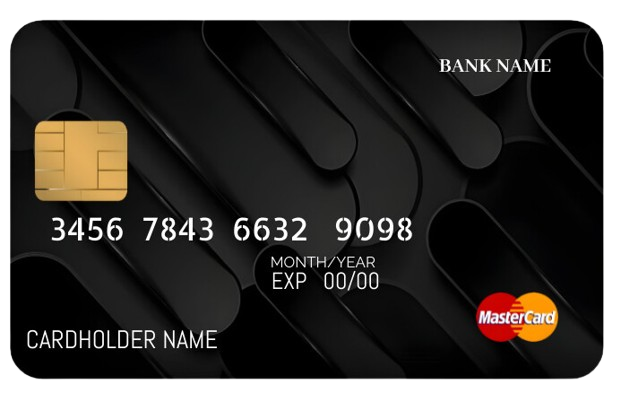 BANK NAME
3456 7843 6632 9098
MONTH/YEAR
EXP 00/00
CARDHOLDER NAME
MasterCard